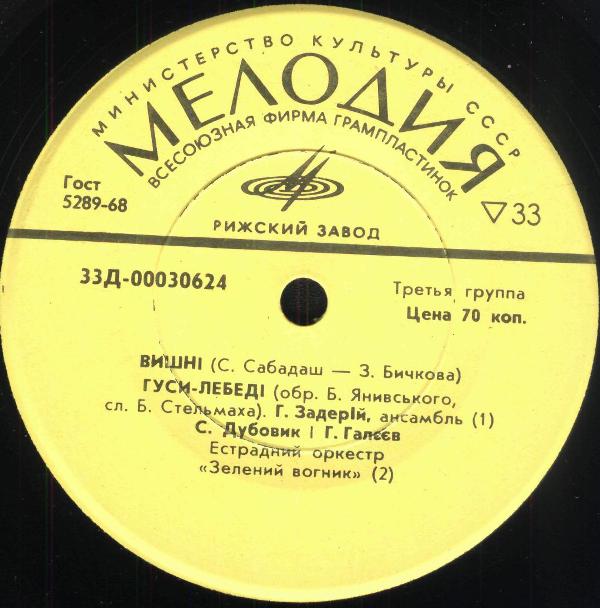 МИНИСТЕРСТВО КУЛЬТУРЫ СССР
МЕЛОДИЯ
ВСЕСОЮЗНАЯ ФИРМА ГРАМПЛАСТИНОК
Гост
5289-68
▽33
РИЖСКИЙ ЗАВОД
33Д-00030624
Третья группа
Цена 70 коп.
ВИШНІ (С. Сабадаш — З. Бичкова)
ГУСИ-ЛЕБЕДІ (обр. Б. Янивського,
сл. Б. Стельмаха). Г. Задерій, ансамбль (1)
С. Дубовик і Г. Галєєв
Естрадний оркестр
«Зелений вогник» (2)